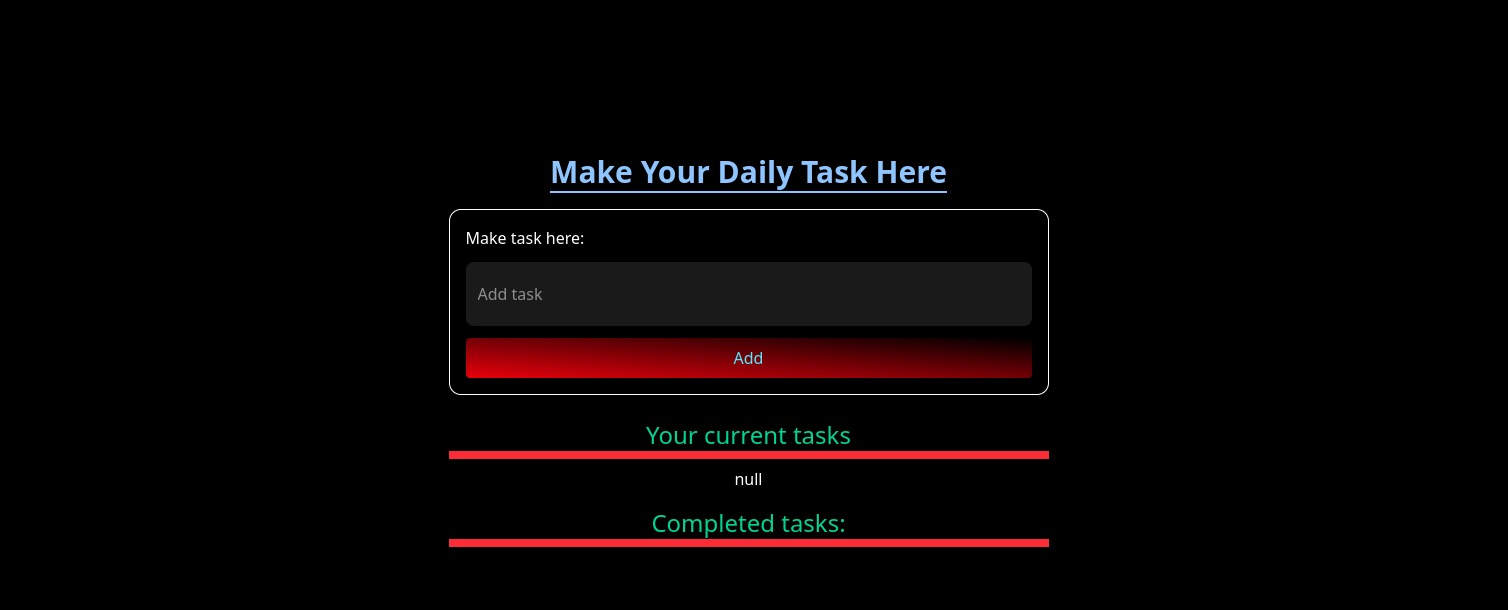 Make Your Daily Task Here
Make task here:
Add task
Add
Your current tasks
null
Completed tasks: